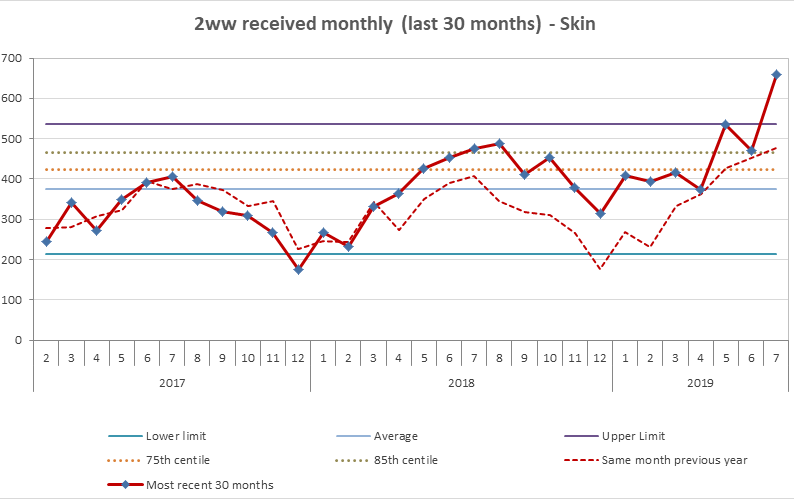 2ww received monthly (last 30 months) - Skin
700
600
500
400
300
200
100
0
2 3 4 5 6 7 8 9 10 11 12 1 2 3 4 5 6 7 8 9 10 11 12 1 2 3 4 5 6 7
2017 2018 2019
Lower limit Average Upper Limit
75th centile 85th centile Same month previous year
Most recent 30 months